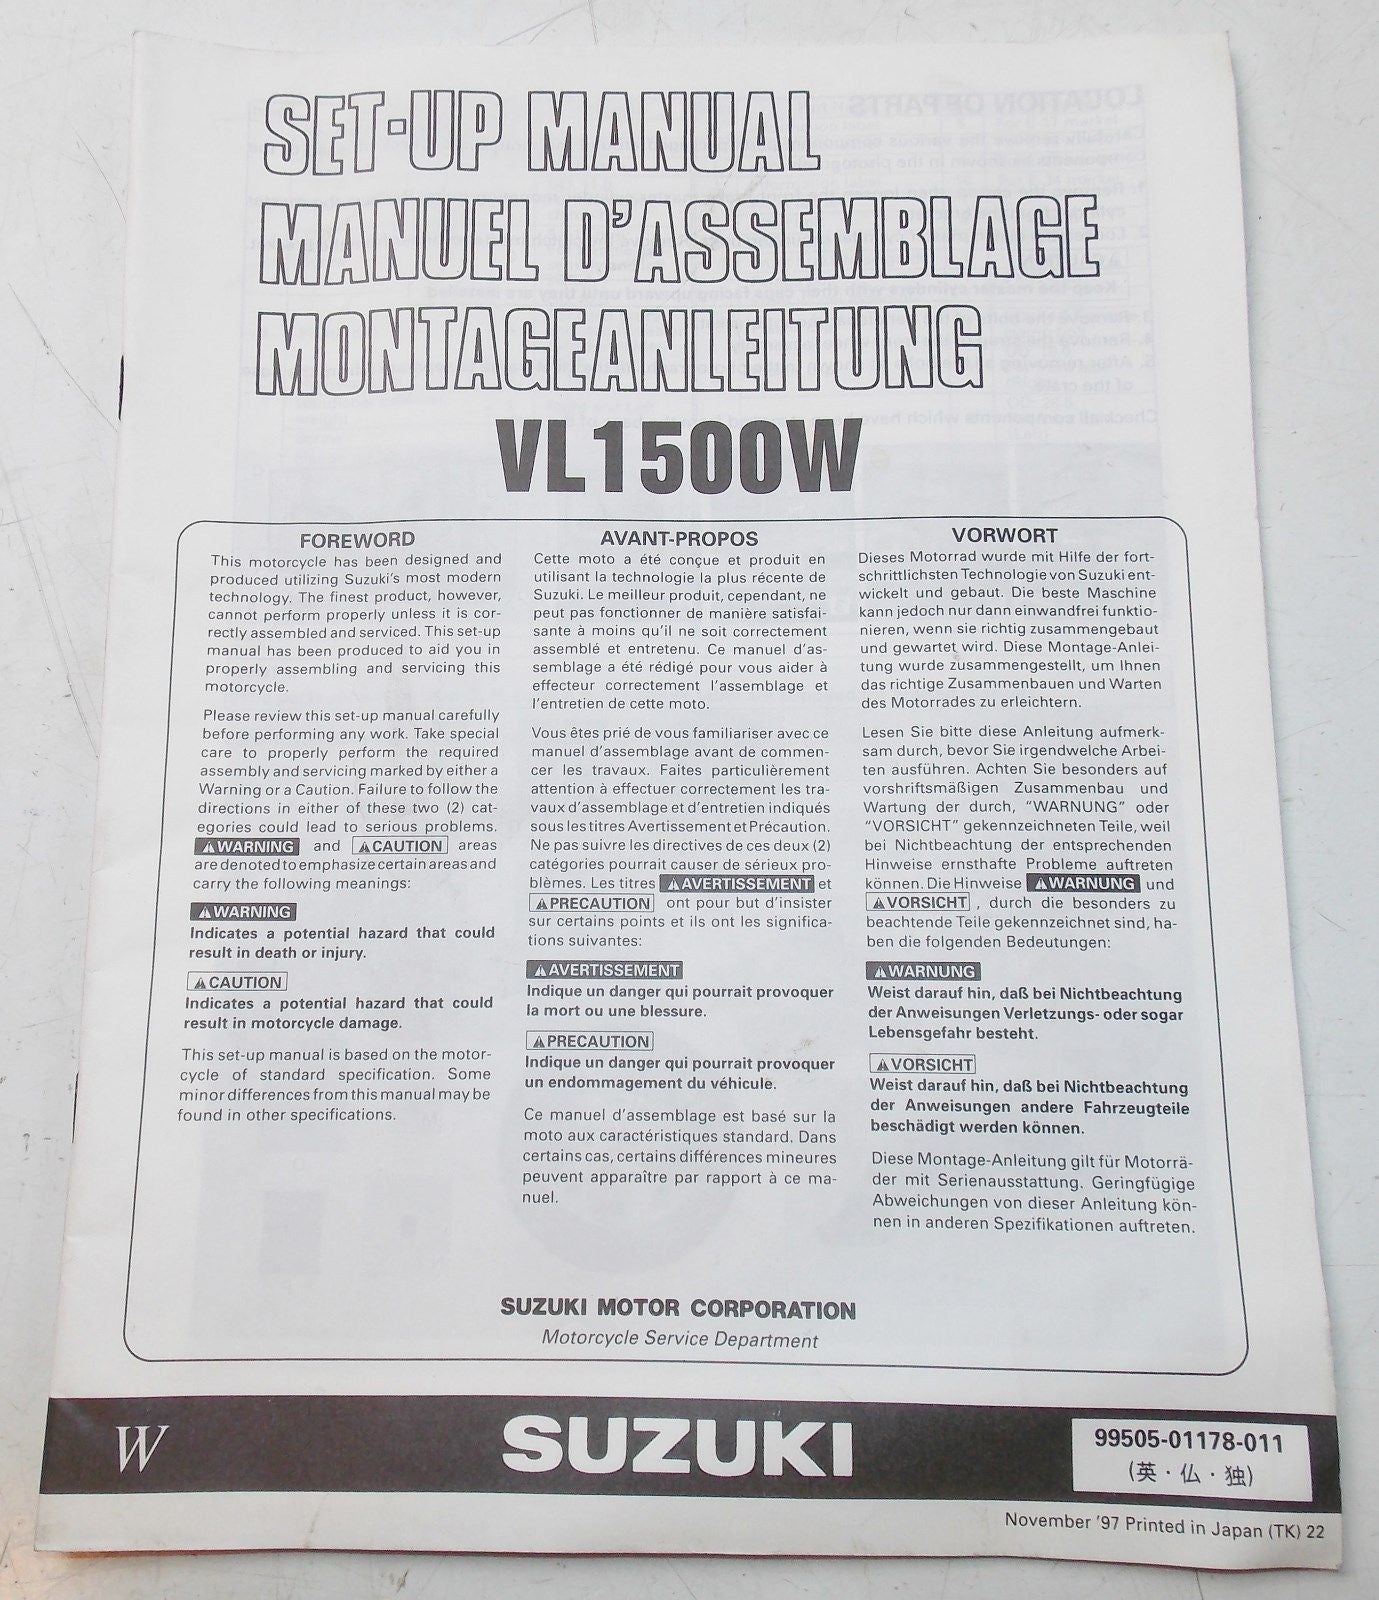 SET-UP MANUAL
MANUEL D'ASSEMBLAGE
MONTAGEANLEITUNG
VL1500W
FOREWORD
This motorcycle has been designed and
produced utilizing Suzuki's most modern
technology. The finest product, however,
cannot perform properly unless it is cor-
rectly assembled and serviced. This set-up
manual has been produced to aid you in
properly assembling and servicing this
motorcycle.
Please review this set-up manual carefully
before performing any work. Take special
care to properly perform the required
assembly and servicing marked by either a
Warning or a Caution. Failure to follow the
directions in either of these two (2) cat-
egories could lead to serious problems.
⚠WARNING and ⚠CAUTION areas
are denoted to emphasize certain areas and
carry the following meanings:
⚠WARNING
Indicates a potential hazard that could
result in death or injury.
⚠CAUTION
Indicates a potential hazard that could
result in motorcycle damage.
This set-up manual is based on the motor-
cycle of standard specification. Some
minor differences from this manual may be
found in other specifications.
AVANT-PROPOS
Cette moto a été conçue et produit en
utilisant la technologie la plus récente de
Suzuki. Le meilleur produit, cependant, ne
peut pas fonctionner de manière satisfai-
sante à moins qu'il ne soit correctement
assemblé et entretenu. Ce manuel d'as-
semblage a été rédigé pour vous aider à
effecteur correctement l'assemblage et
l'entretien de cette moto.
Vous êtes prié de vous familiariser avec ce
manuel d'assemblage avant de commen-
cer les travaux. Faites particulièrement
attention à effectuer correctement les tra-
vaux d'assemblage et d'entretien indiqués
sous les titres Avertissement et Précaution.
Ne pas suivre les directives de ces deux (2)
catégories pourrait causer de sérieux pro-
blèmes. Les titres ⚠AVERTISSEMENT et
⚠PRECAUTION ont pour but d'insister
sur certains points et ils ont les significa-
tions suivantes:
⚠AVERTISSEMENT
Indique un danger qui pourrait provoquer
la mort ou une blessure.
⚠PRECAUTION
Indique un danger qui pourrait provoquer
un endommagement du véhicule.
Ce manuel d'assemblage est basé sur la
moto aux caractéristiques standard. Dans
certains cas, certains différences mineures
peuvent apparaître par rapport à ce ma-
nuel.
VORWORT
Dieses Motorrad wurde mit Hilfe der fort-
schrittlichsten Technologie von Suzuki ent-
wickelt und gebaut. Die beste Maschine
kann jedoch nur dann einwandfrei funktio-
nieren, wenn sie richtig zusammengebaut
und gewartet wird. Diese Montage-Anlei-
tung wurde zusammengestellt, um Ihnen
das richtige Zusammenbauen und Warten
des Motorrades zu erleichtern.
Lesen Sie bitte diese Anleitung aufmerk-
sam durch, bevor Sie irgendwelche Arbei-
ten ausführen. Achten Sie besonders auf
vorshriftsmäßigen Zusammenbau und
Wartung der durch, "WARNUNG" oder
"VORSICHT" gekennzeichneten Teile, weil
bei Nichtbeachtung der entsprechenden
Hinweise ernsthafte Probleme auftreten
können. Die Hinweise ⚠WARNUNG und
⚠VORSICHT, durch die besonders zu
beachtende Teile gekennzeichnet sind, ha-
ben die folgenden Bedeutungen:
⚠WARNUNG
Weist darauf hin, daß bei Nichtbeachtung
der Anweisungen Verletzungs- oder sogar
Lebensgefahr besteht.
⚠VORSICHT
Weist darauf hin, daß bei Nichtbeachtung
der Anweisungen andere Fahrzeugteile
beschädigt werden können.
Diese Montage-Anleitung gilt für Motorrä-
der mit Serienausstattung. Geringfügige
Abweichungen von dieser Anleitung kön-
nen in anderen Spezifikationen auftreten.
SUZUKI MOTOR CORPORATION
Motorcycle Service Department
W
SUZUKI
99505-01178-011
(英・仏・独)
November '97 Printed in Japan (TK) 22